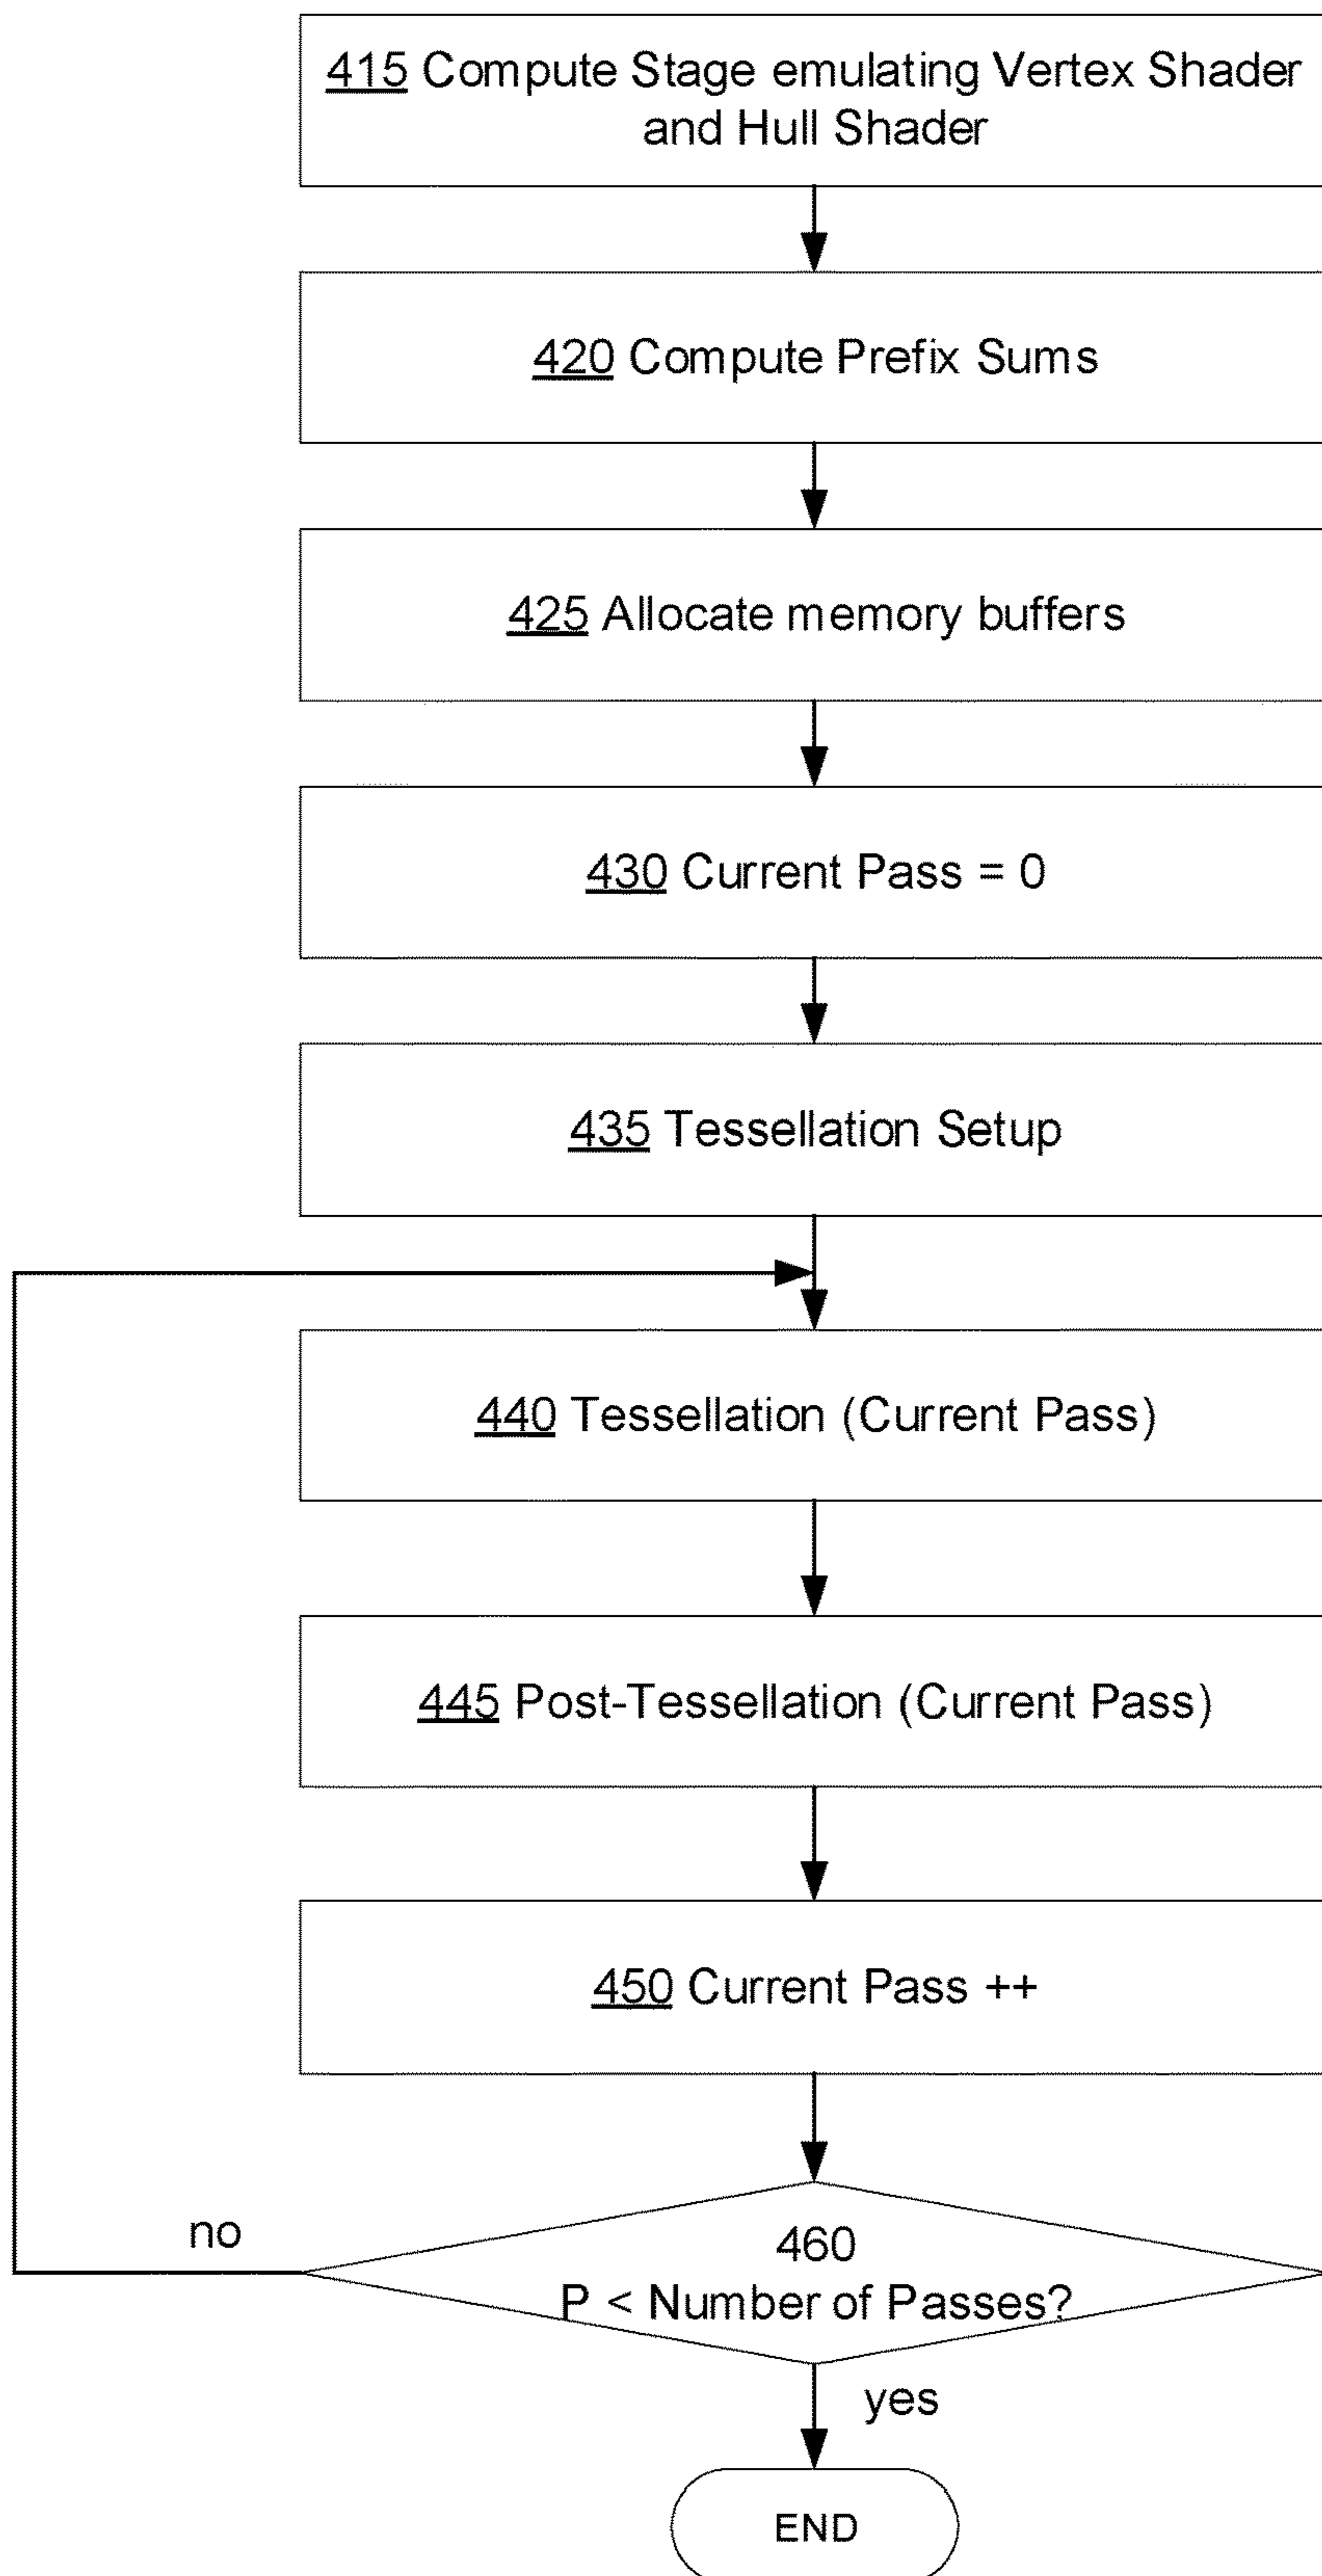 415 Compute Stage emulating Vertex Shader
and Hull Shader
420 Compute Prefix Sums
425 Allocate memory buffers
430 Current Pass = 0
435 Tessellation Setup
440 Tessellation (Current Pass)
445 Post-Tessellation (Current Pass)
450 Current Pass ++
no
460
P < Number of Passes?
yes
END